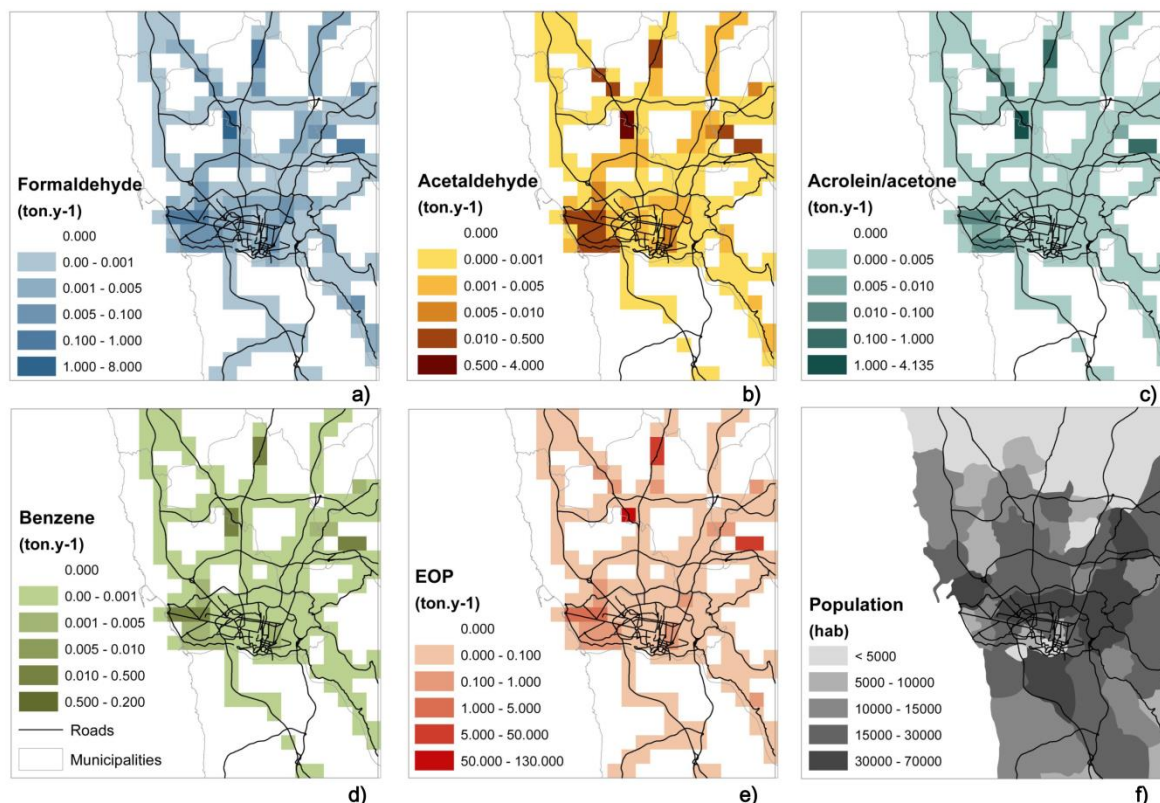 Formaldehyde
(ton.y-1)
0.000
0.00 - 0.001
0.001 - 0.005
0.005 - 0.100
0.100 - 1.000
1.000 - 8.000
a)
Acetaldehyde
(ton.y-1)
0.000
0.000 - 0.001
0.001 - 0.005
0.005 - 0.010
0.010 - 0.500
0.500 - 4.000
b)
Acrolein/acetone
(ton.y-1)
0.000
0.000 - 0.005
0.005 - 0.010
0.010 - 0.100
0.100 - 1.000
1.000 - 4.135
c)
Benzene
(ton.y-1)
0.000
0.00 - 0.001
0.001 - 0.005
0.005 - 0.010
0.010 - 0.500
0.500 - 0.200
Roads
Municipalities
d)
EOP
(ton.y-1)
0.000
0.000 - 0.100
0.100 - 1.000
1.000 - 5.000
5.000 - 50.000
50.000 - 130.000
e)
Population
(hab)
< 5000
5000 - 10000
10000 - 15000
15000 - 30000
30000 - 70000
f)